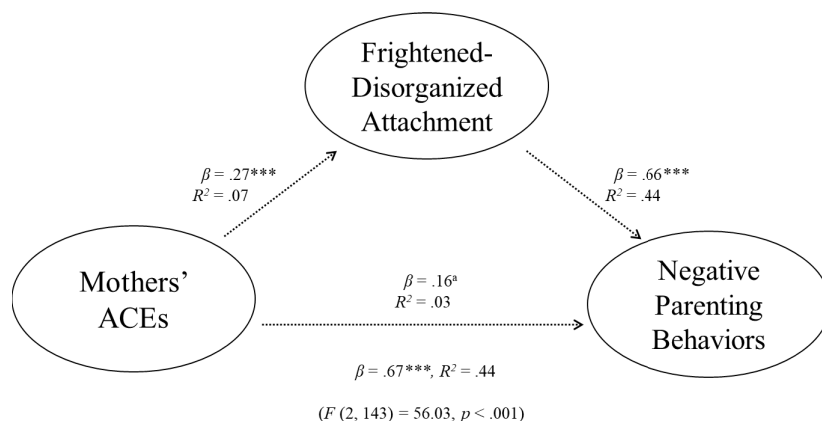 Frightened-
Disorganized
Attachment
β = .27***
R² = .07
β = .66***
R² = .44
Mothers’
ACEs
β = .16ᵃ
R² = .03
Negative
Parenting
Behaviors
β = .67***, R² = .44
(F (2, 143) = 56.03, p < .001)